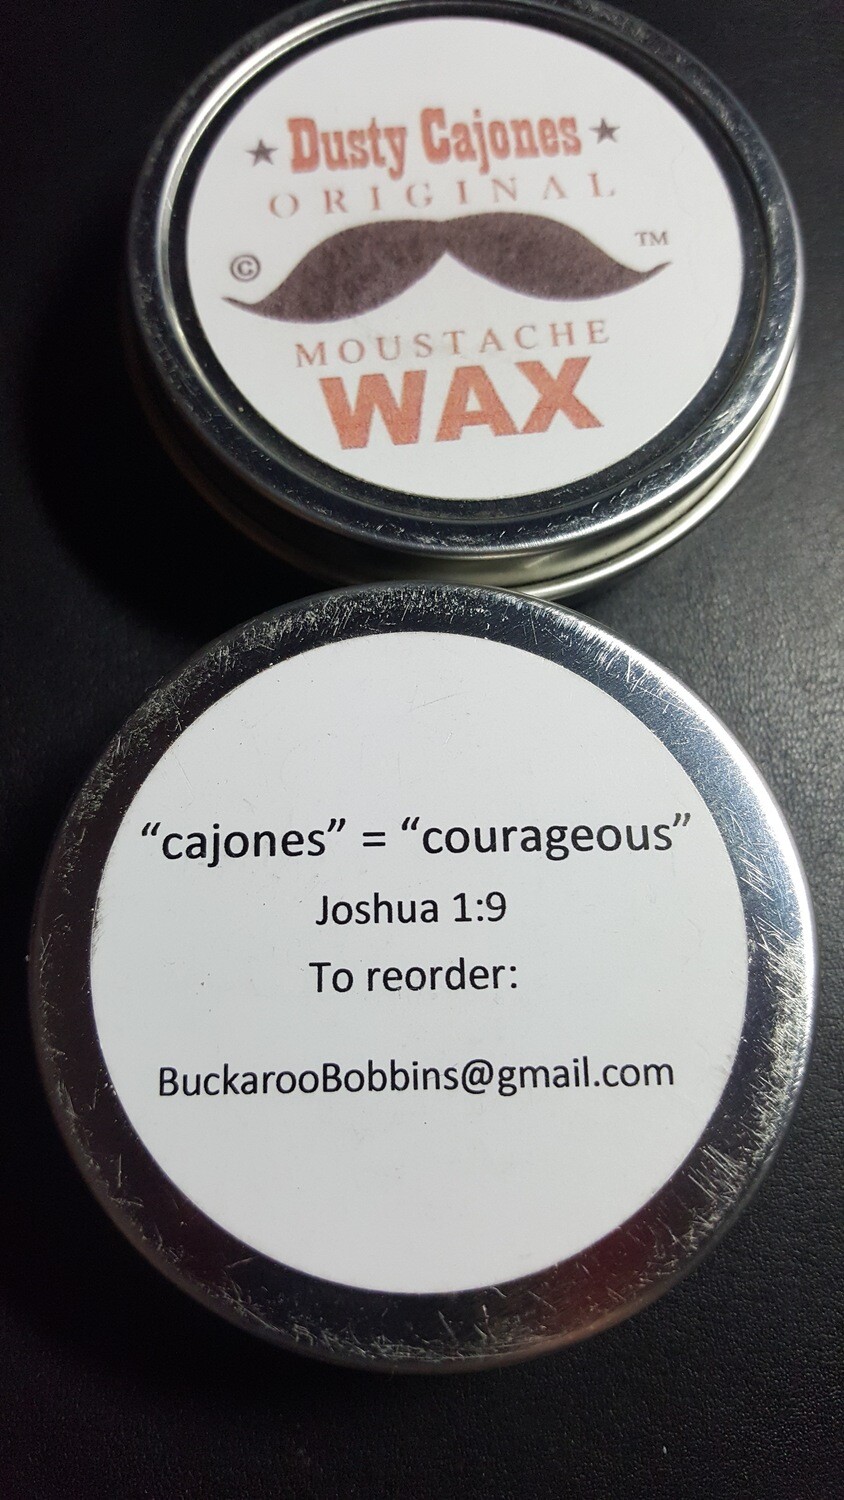 ★ Dusty Cajones ★
ORIGINAL
© ™
MOUSTACHE
WAX
“cajones” = “courageous”
Joshua 1:9
To reorder:
BuckarooBobbins@gmail.com